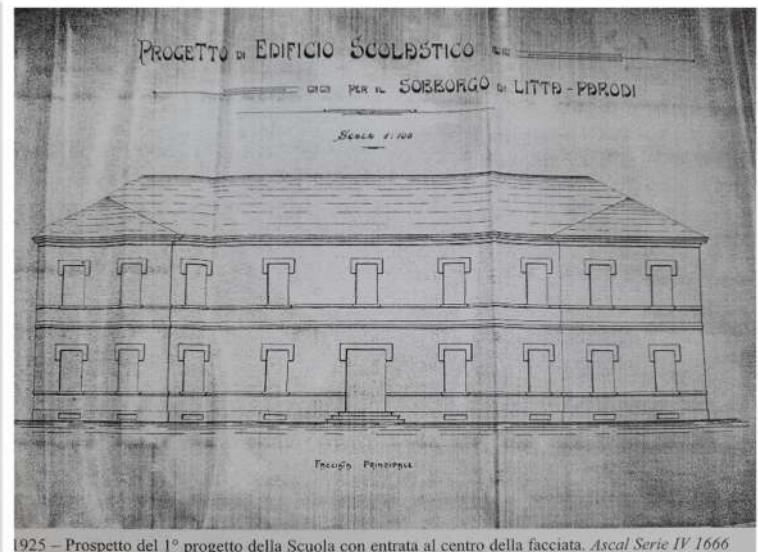 PROGETTO DI EDIFICIO SCOLASTICO
PER IL SOBBORGO DI LITTA - PARODI
SCALA 1:100
FACCIATA PRINCIPALE
1925 – Prospetto del 1° progetto della Scuola con entrata al centro della facciata. Ascal Serie IV 1666